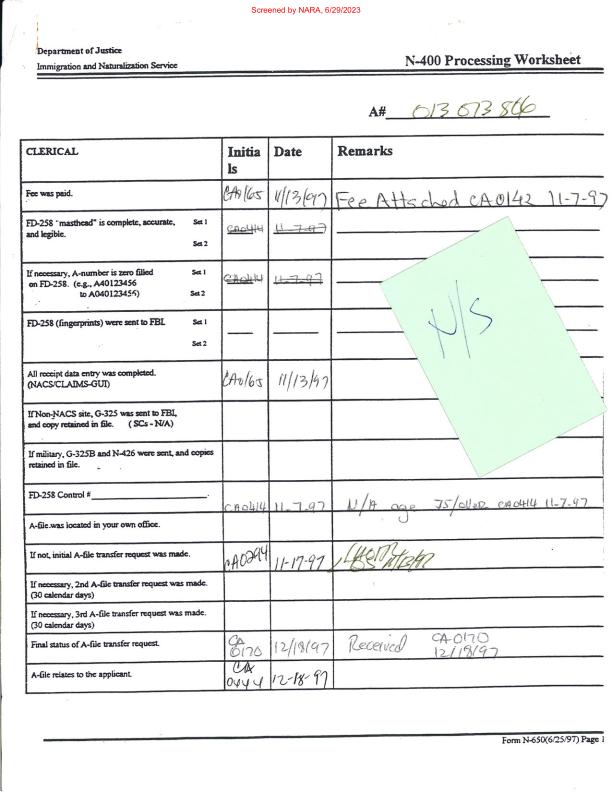 Screened by NARA, 6/29/2023
Department of Justice
Immigration and Naturalization Service
N-400 Processing Worksheet
A# 013 073 866
CLERICAL Initia Date Remarks
ls
Fee was paid. CA0165 11/13/97 Fee Attached CA0142 11-7-97
FD-258 "masthead" is complete, accurate, Set 1 CA0414 11-7-97
and legible.
Set 2
If necessary, A-number is zero filled Set 1 CA0414 11-7-97
on FD-258. (e.g., A40123456
to A040123456) Set 2
N/S
FD-258 (fingerprints) were sent to FBI. Set 1
Set 2
All receipt data entry was completed. CA0165 11/13/97
(NACS/CLAIMS-GUI)
If Non-NACS site, G-325 was sent to FBI,
and copy retained in file. (SCs - N/A)
If military, G-325B and N-426 were sent, and copies
retained in file.
FD-258 Control # CA0414 11-7-97 N/A age 75/over CA0414 11-7-97
A-file was located in your own office.
If not, initial A-file transfer request was made. CA0294 11-17-97
If necessary, 2nd A-file transfer request was made.
(30 calendar days)
If necessary, 3rd A-file transfer request was made.
(30 calendar days)
Final status of A-file transfer request. CA 0170 12/18/97 Received CA0170
12/18/97
A-file relates to the applicant. CA 0444 12-18-97
Form N-650(6/25/97) Page 1